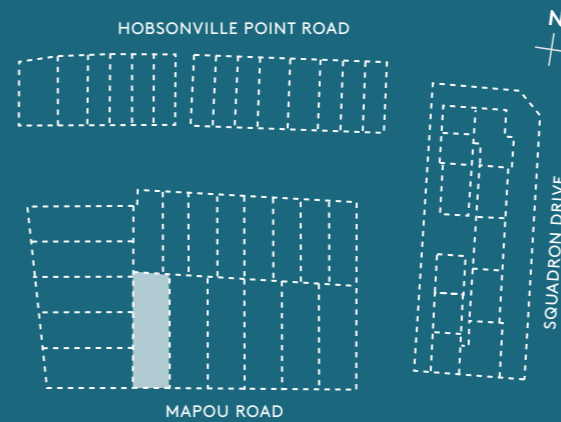 HOBSONVILLE POINT ROAD
N
SQUADRON DRIVE
MAPOU ROAD